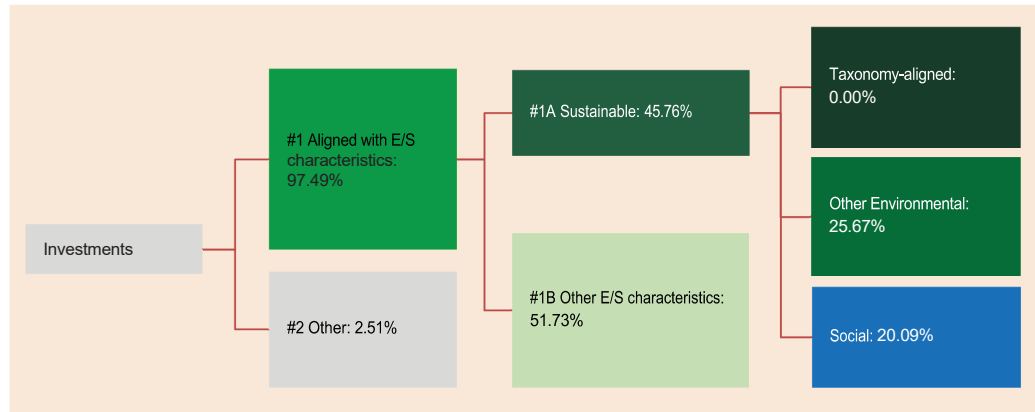 Investments
#1 Aligned with E/S
characteristics:
97.49%
#2 Other: 2.51%
#1A Sustainable: 45.76%
#1B Other E/S characteristics:
51.73%
Taxonomy-aligned:
0.00%
Other Environmental:
25.67%
Social: 20.09%